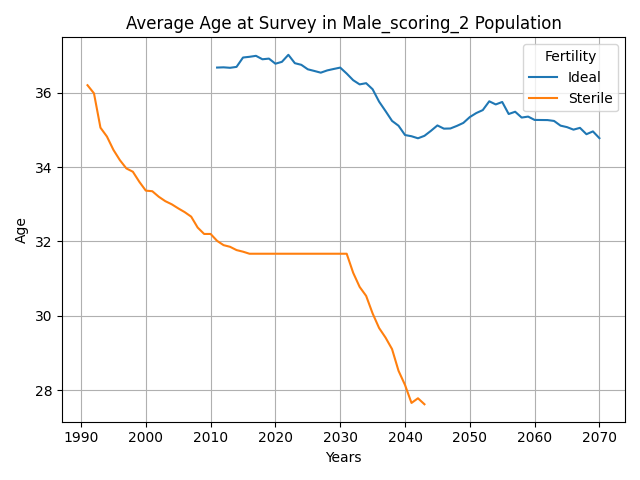 Average Age at Survey in Male_scoring_2 Population
Fertility
Ideal
Sterile
36
34
32
30
28
Age
1990 2000 2010 2020 2030 2040 2050 2060 2070
Years